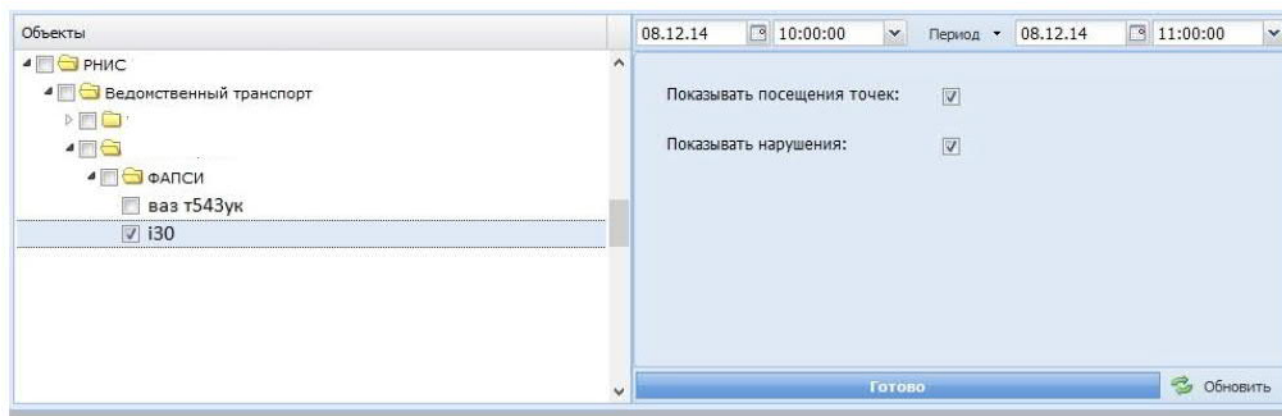 Объекты
РНИС
Ведомственный транспорт
ФАПСИ
ваз т543ук
i30
08.12.14 10:00:00 Период 08.12.14 11:00:00
Показывать посещения точек:
Показывать нарушения:
Готово Обновить